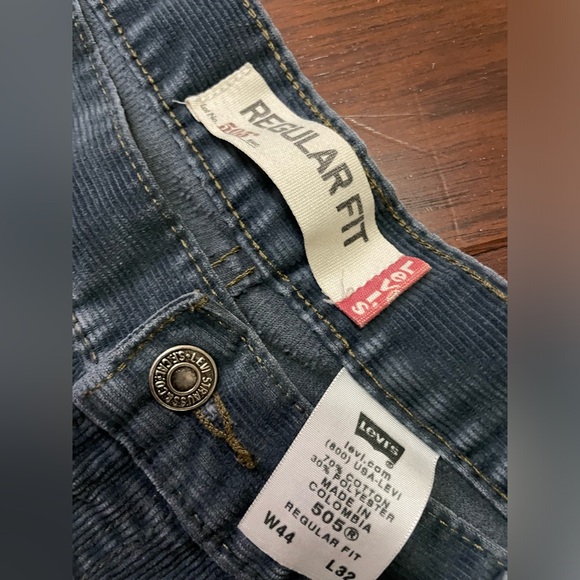 REGULAR FIT
Levi's
LEVI STRAUSS & CO
Levi's
levi.com
(800) USA-LEVI
70% COTTON
30% POLYESTER
MADE IN
COLOMBIA
505®
REGULAR FIT
W44 L32